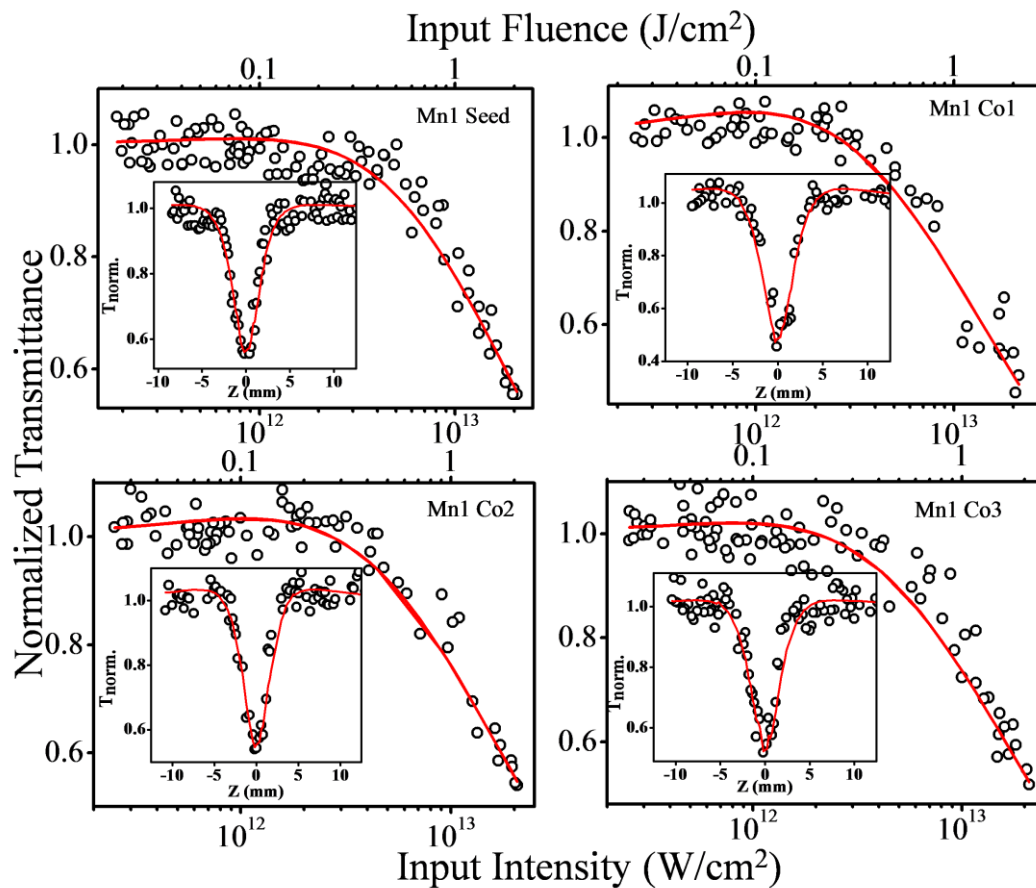 Input Fluence (J/cm²)
0.1 1 0.1 1
Mn1 Seed Mn1 Co1
1.0 1.0
0.8 0.8
0.6 0.6
Tnorm. 1.0 0.8 0.6
-10 -5 0 5 10
Z (mm)
Tnorm. 1.0 0.8 0.6 0.4
-10 -5 0 5 10
Z (mm)
10¹² 10¹³ 10¹² 10¹³
Normalized Transmittance
0.1 1 0.1 1
Mn1 Co2 Mn1 Co3
1.0 1.0
0.8 0.8
0.6 0.6
Tnorm. 1.0 0.8 0.6
-10 -5 0 5 10
Z (mm)
Tnorm. 1.0 0.8 0.6
-10 -5 0 5 10
Z (mm)
10¹² 10¹³ 10¹² 10¹³
Input Intensity (W/cm²)